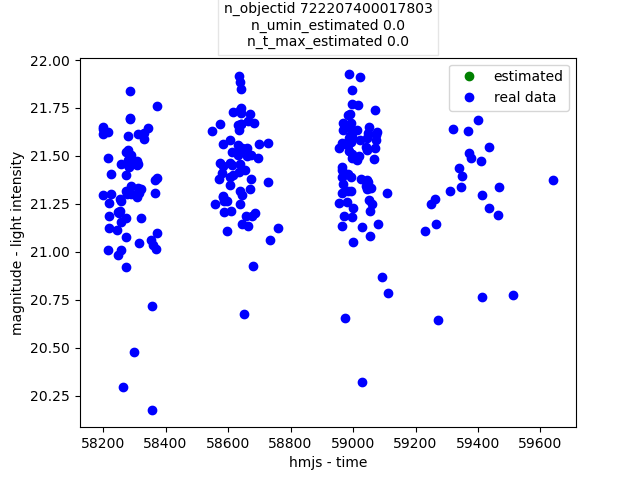 n_objectid 722207400017803
n_umin_estimated 0.0
n_t_max_estimated 0.0
22.00
21.75
21.50
21.25
21.00
20.75
20.50
20.25
magnitude - light intensity
estimated
real data
58200 58400 58600 58800 59000 59200 59400 59600
hmjs - time